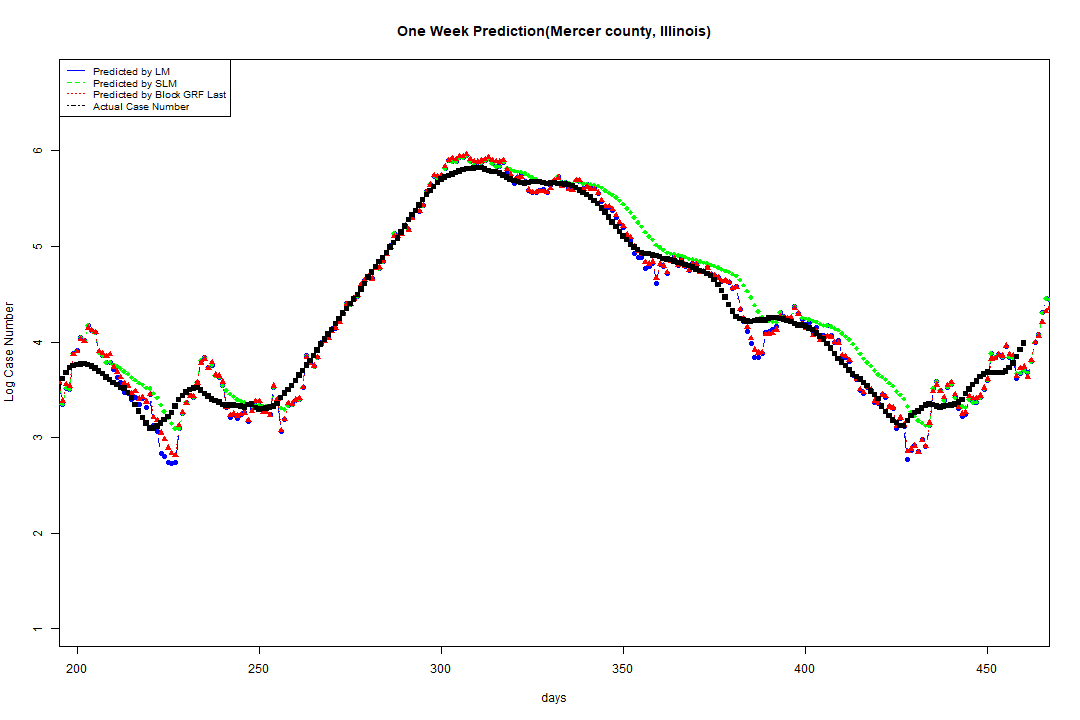 One Week Prediction(Mercer county, Illinois)
Predicted by LM
Predicted by SLM
Predicted by Block GRF Last
Actual Case Number
6
5
4
3
2
1
Log Case Number
200 250 300 350 400 450
days